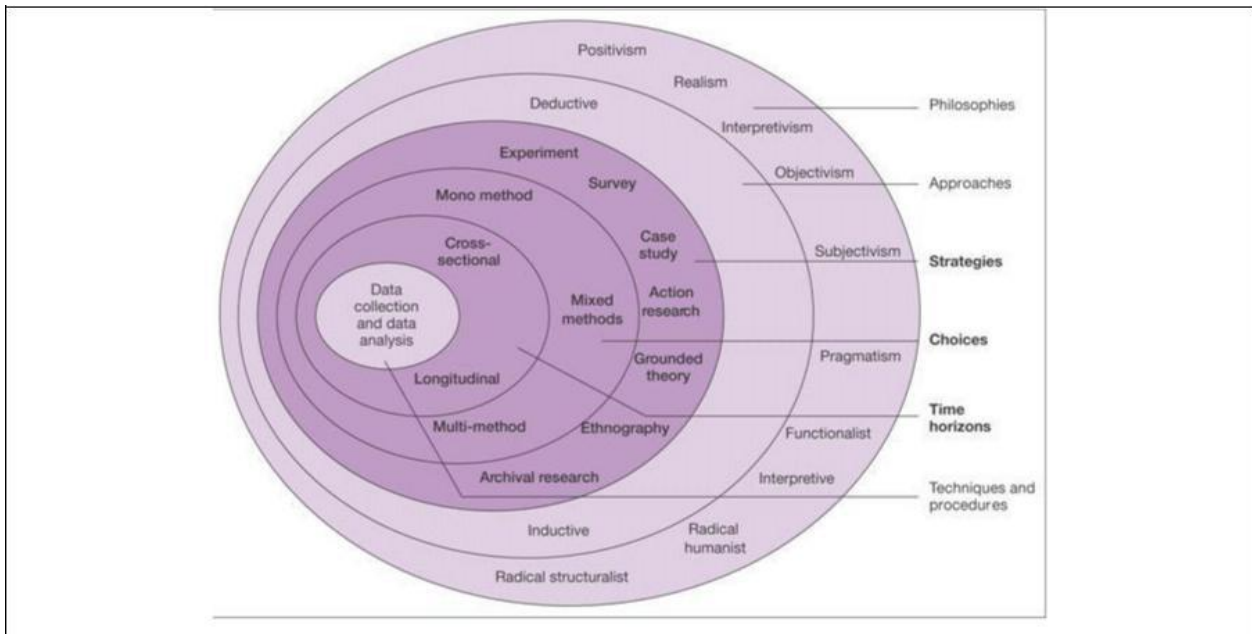 Positivism
Realism
Philosophies
Deductive
Interpretivism
Experiment
Objectivism
Approaches
Survey
Mono method
Case
study
Cross-
sectional
Subjectivism
Strategies
Data
collection
and data
analysis
Mixed
methods
Action
research
Choices
Grounded
theory
Pragmatism
Longitudinal
Time
horizons
Multi-method
Ethnography
Functionalist
Archival research
Interpretive
Techniques and
procedures
Inductive
Radical
humanist
Radical structuralist